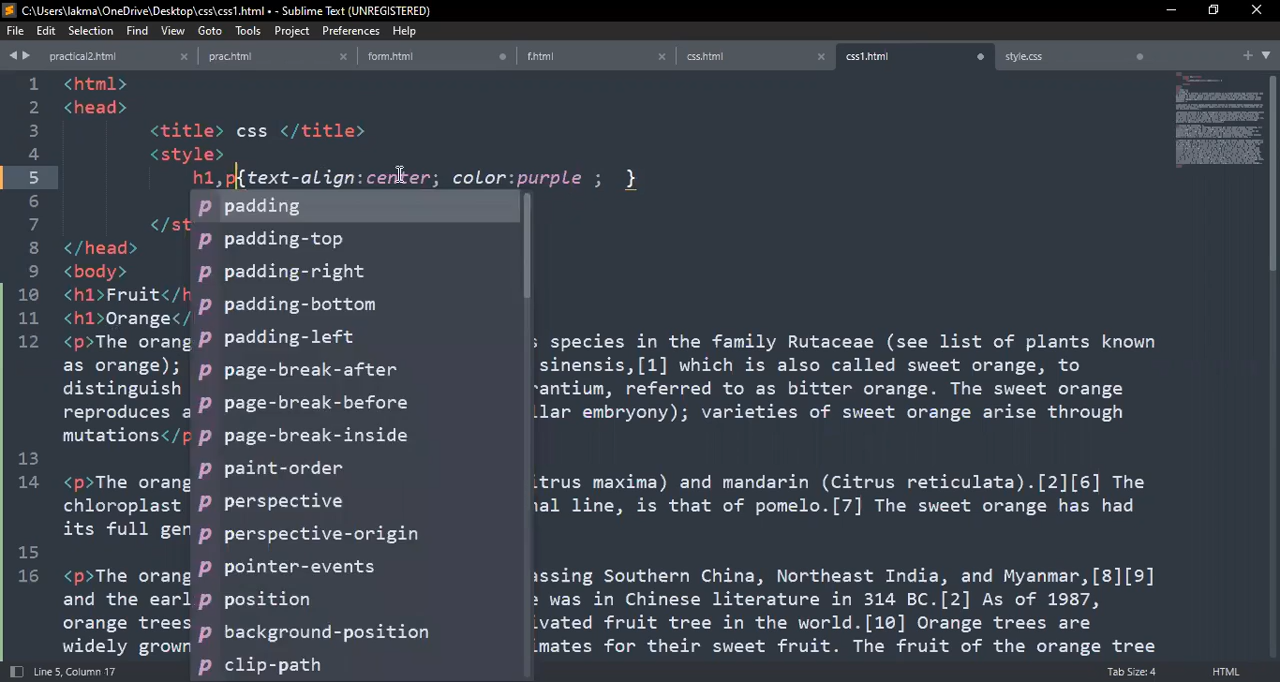 C:\Users\lakma\OneDrive\Desktop\css\css1.html • - Sublime Text (UNREGISTERED)
File Edit Selection Find View Goto Tools Project Preferences Help
practical2.html prac.html form.html f.html css.html css1.html style.css
1 <html>
2 <head>
3 <title> css </title>
4 <style>
5 h1,p{text-align:center; color:purple ; }
6 p padding
p padding-top
7 </st
8 </head>
9 <body>
p padding-right
10 <h1>Fruit</h p padding-bottom
11 <h1>Orange</
p padding-left
12 <p>The orang s species in the family Rutaceae (see list of plants known
as orange); p page-break-after sinensis,[1] which is also called sweet orange, to
distinguish p page-break-before rantium, referred to as bitter orange. The sweet orange
reproduces a llar embryony); varieties of sweet orange arise through
mutations</p p page-break-inside
13 p paint-order
14 <p>The orang itrus maxima) and mandarin (Citrus reticulata).[2][6] The
chloroplast p perspective nal line, is that of pomelo.[7] The sweet orange has had
its full gen p perspective-origin
15 p pointer-events
16 <p>The orang assing Southern China, Northeast India, and Myanmar,[8][9]
and the earl p position e was in Chinese literature in 314 BC.[2] As of 1987,
orange trees p background-position ivated fruit tree in the world.[10] Orange trees are
widely grown p clip-path imates for their sweet fruit. The fruit of the orange tree
Line 5, Column 17 Tab Size: 4 HTML